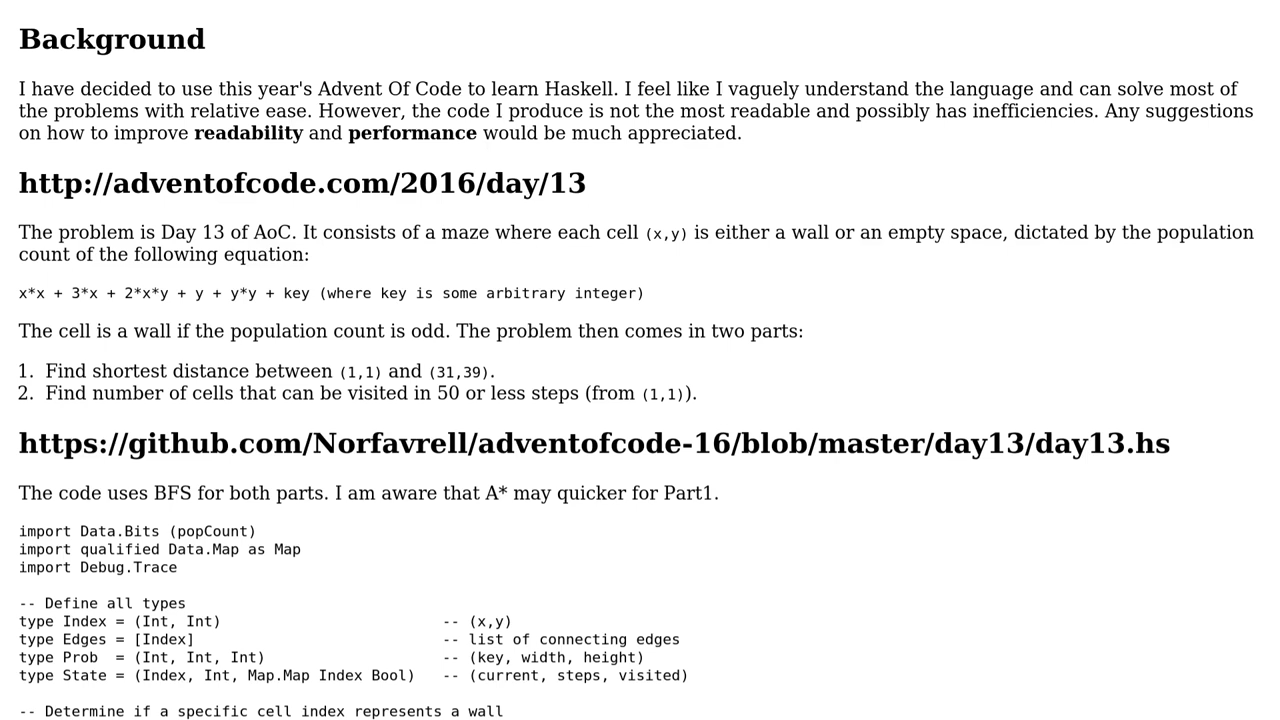 Background
I have decided to use this year's Advent Of Code to learn Haskell. I feel like I vaguely understand the language and can solve most of
the problems with relative ease. However, the code I produce is not the most readable and possibly has inefficiencies. Any suggestions
on how to improve readability and performance would be much appreciated.
http://adventofcode.com/2016/day/13
The problem is Day 13 of AoC. It consists of a maze where each cell (x,y) is either a wall or an empty space, dictated by the population
count of the following equation:
x*x + 3*x + 2*x*y + y + y*y + key (where key is some arbitrary integer)
The cell is a wall if the population count is odd. The problem then comes in two parts:
1. Find shortest distance between (1,1) and (31,39).
2. Find number of cells that can be visited in 50 or less steps (from (1,1)).
https://github.com/Norfavrell/adventofcode-16/blob/master/day13/day13.hs
The code uses BFS for both parts. I am aware that A* may quicker for Part1.
import Data.Bits (popCount)
import qualified Data.Map as Map
import Debug.Trace
-- Define all types
type Index = (Int, Int)                         -- (x,y)
type Edges = [Index]                            -- list of connecting edges
type Prob  = (Int, Int, Int)                    -- (key, width, height)
type State = (Index, Int, Map.Map Index Bool)   -- (current, steps, visited)
-- Determine if a specific cell index represents a wall